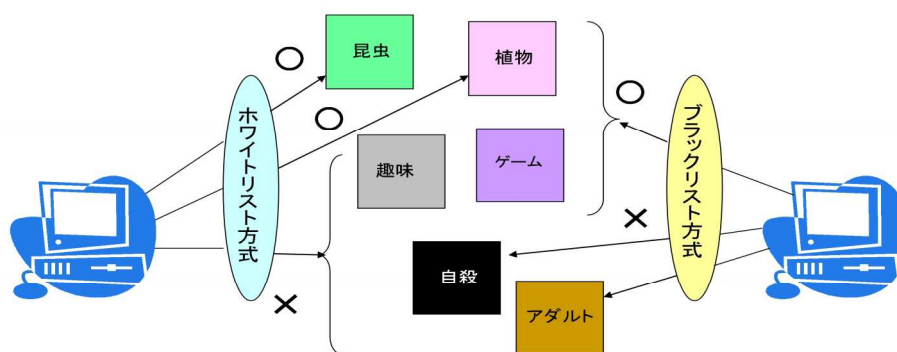 昆虫
植物
○
○
○
ホワイトリスト方式
ブラックリスト方式
趣味
ゲーム
×
自殺
×
アダルト